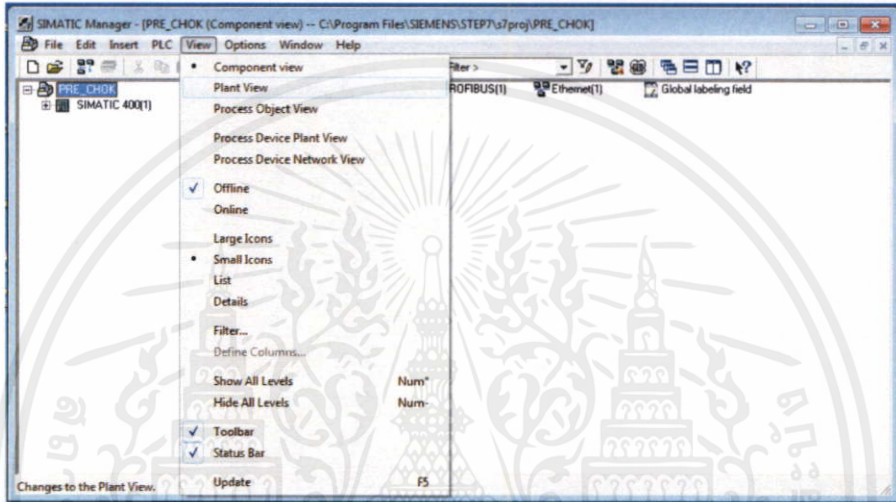 SIMATIC Manager - [PRE_CHOK (Component view) -- C:\Program Files\SIEMENS\STEP7\s7proj\PRE_CHOK]
File Edit Insert PLC View Options Window Help
PRE_CHOK
SIMATIC 400(1)
Component view
Plant View
Process Object View
Process Device Plant View
Process Device Network View
Offline
Online
Large Icons
Small Icons
List
Details
Filter...
Define Columns...
Show All Levels Num*
Hide All Levels Num-
Toolbar
Status Bar
Update F5
Filter >
ROFIBUS(1) Ethernet(1) Global labeling field
Changes to the Plant View.